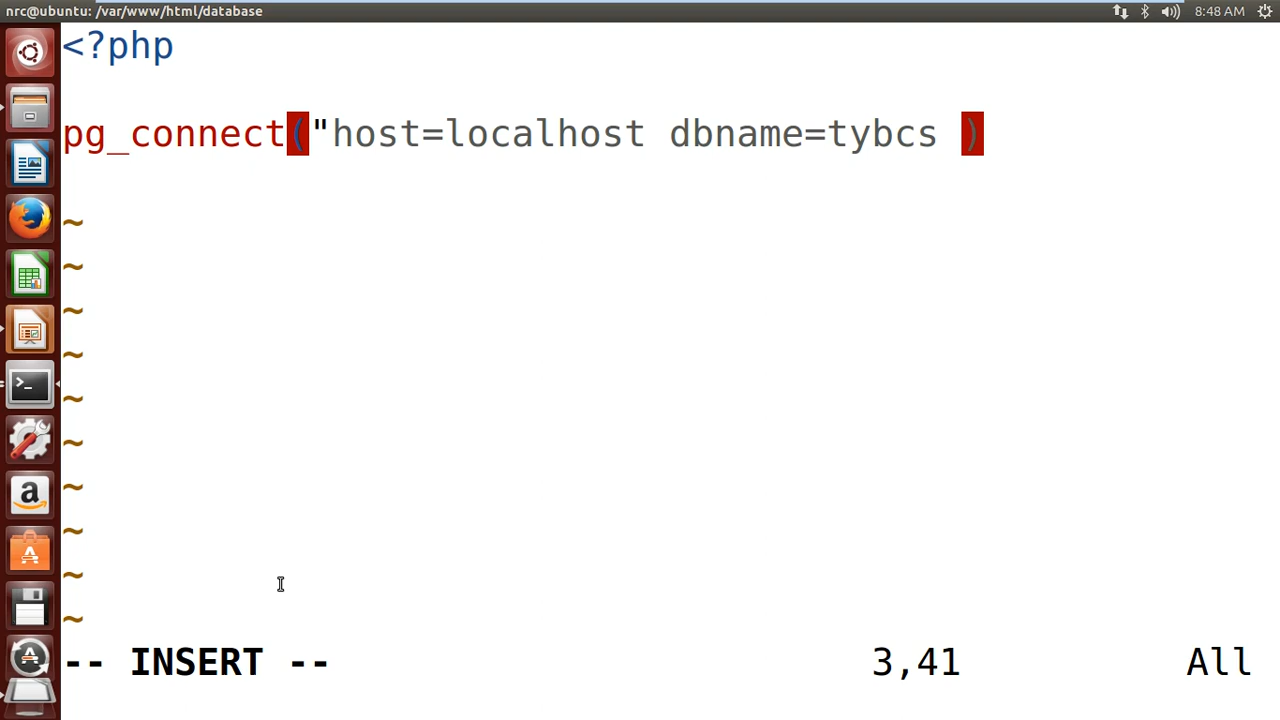 nrc@ubuntu: /var/www/html/database
8:48 AM
<?php
pg_connect("host=localhost dbname=tybcs )
~
~
~
~
~
~
~
~
~
~
-- INSERT --
3,41
All